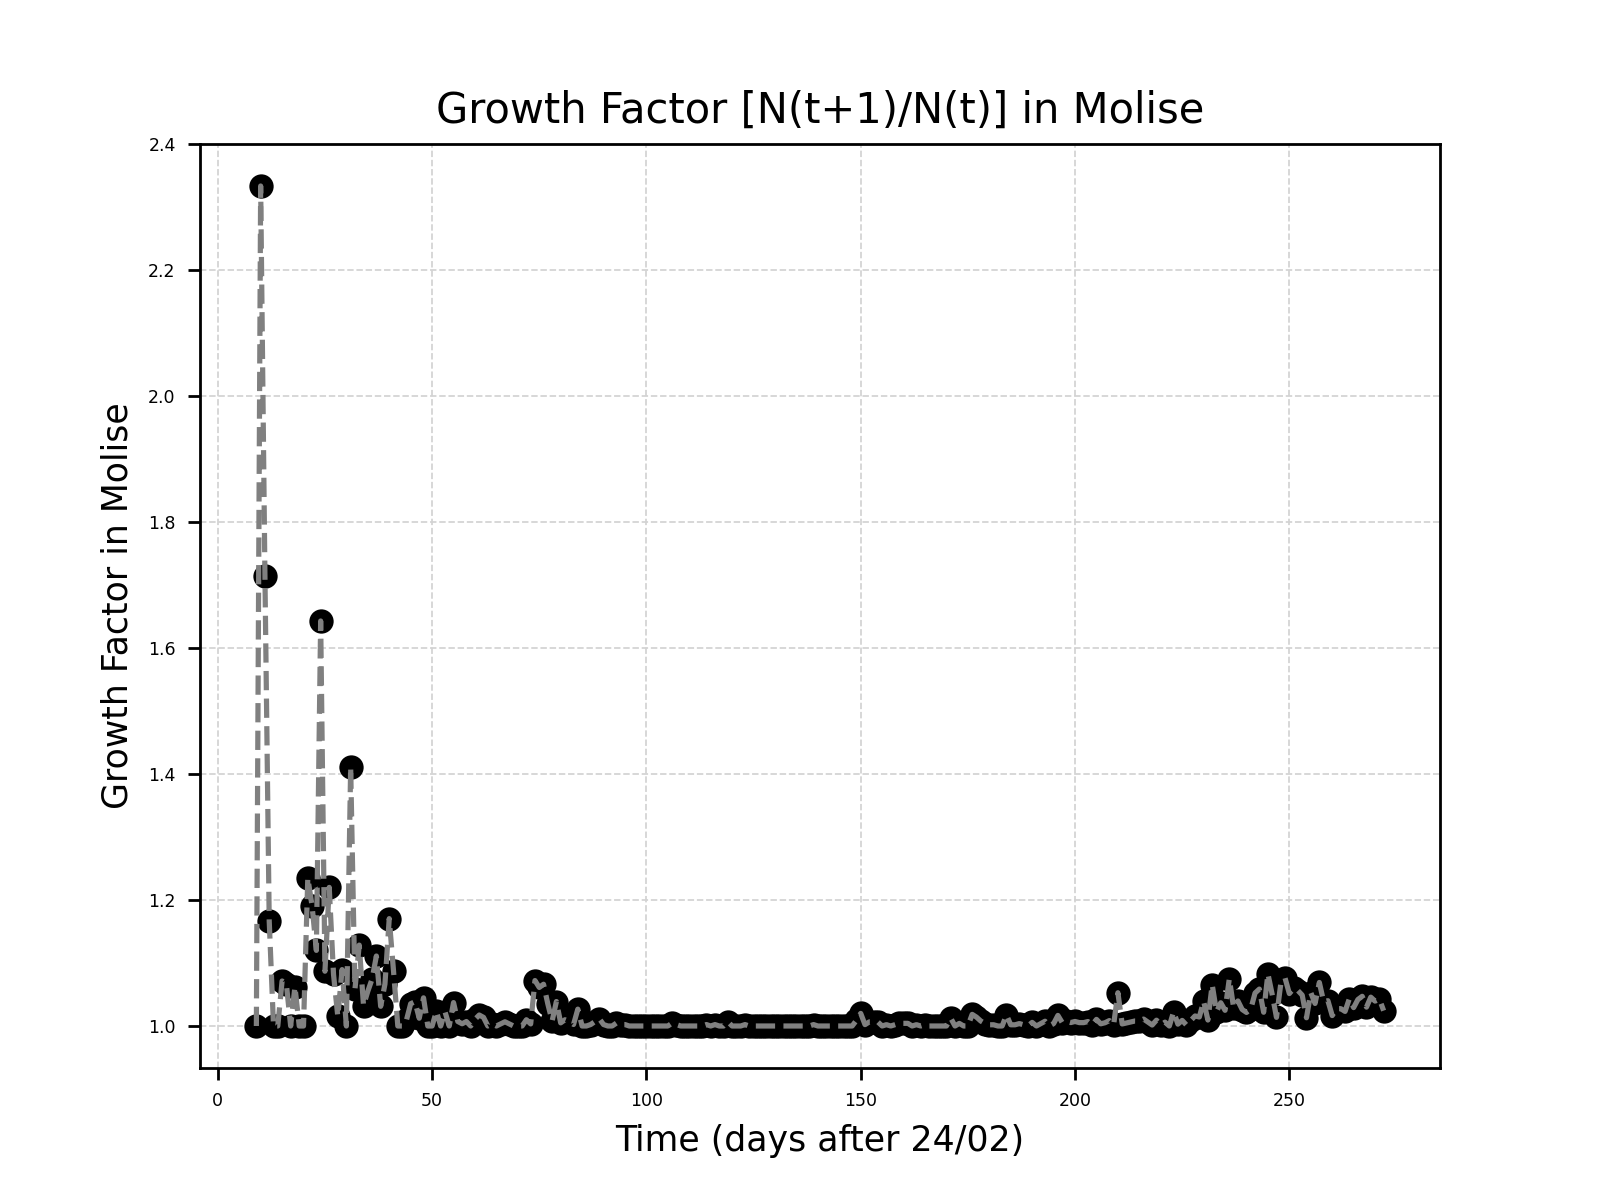 Growth Factor [N(t+1)/N(t)] in Molise
Growth Factor in Molise
2.4
2.2
2.0
1.8
1.6
1.4
1.2
1.0
0 50 100 150 200 250
Time (days after 24/02)